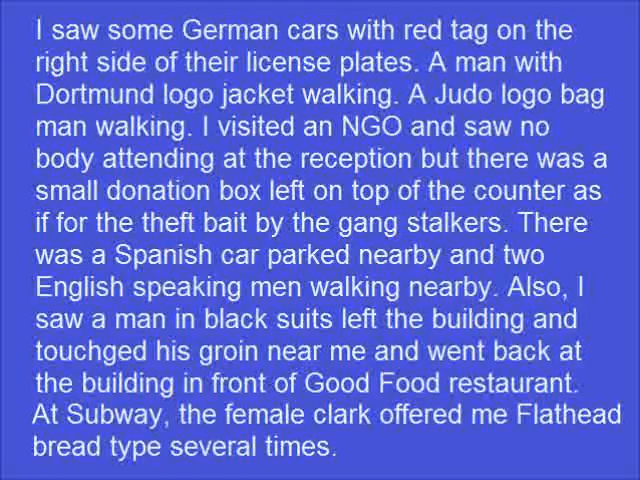 I saw some German cars with red tag on the
right side of their license plates. A man with
Dortmund logo jacket walking. A Judo logo bag
man walking. I visited an NGO and saw no
body attending at the reception but there was a
small donation box left on top of the counter as
if for the theft bait by the gang stalkers. There
was a Spanish car parked nearby and two
English speaking men walking nearby. Also, I
saw a man in black suits left the building and
touchged his groin near me and went back at
the building in front of Good Food restaurant.
At Subway, the female clark offered me Flathead
bread type several times.